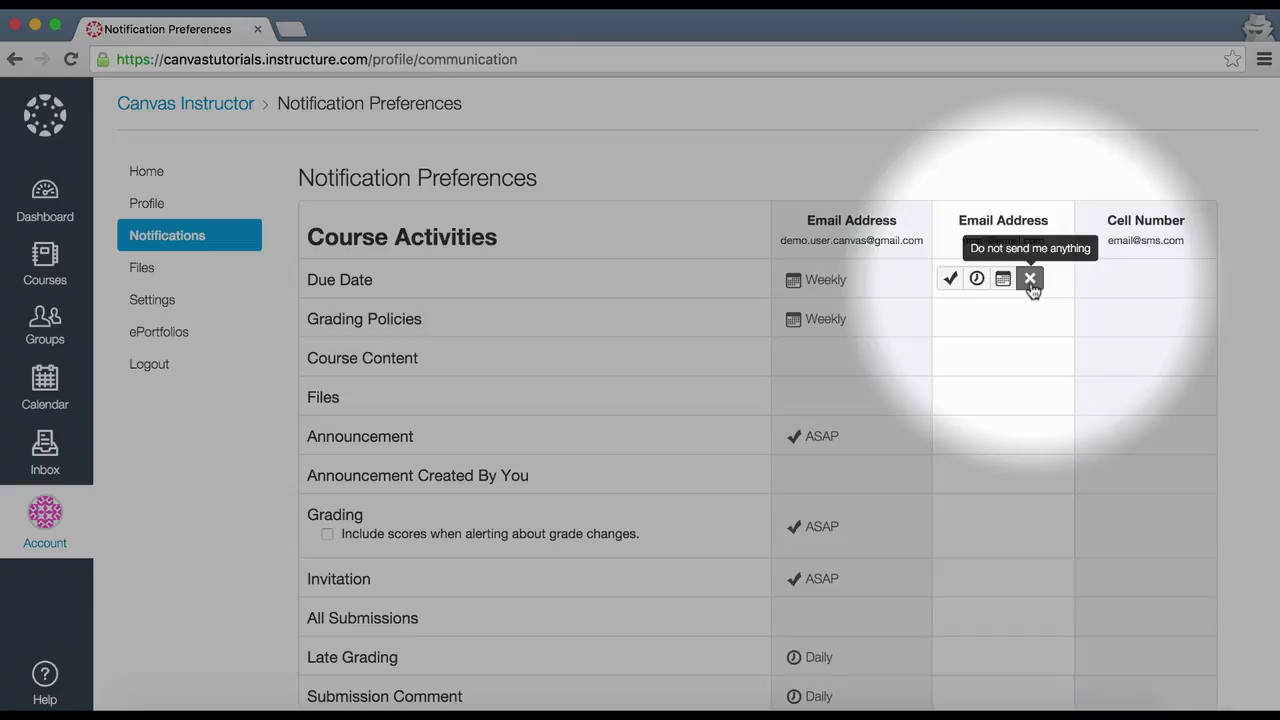 Notification Preferences
https://canvastutorials.instructure.com/profile/communication
Canvas Instructor > Notification Preferences
Dashboard
Courses
Groups
Calendar
Inbox
Account
Help
Home
Profile
Notifications
Files
Settings
ePortfolios
Logout
Notification Preferences
Course Activities
Email Address
demo.user.canvas@gmail.com
Email Address
Cell Number
email@sms.com
Do not send me anything
Due Date
Weekly
Grading Policies
Weekly
Course Content
Files
Announcement
ASAP
Announcement Created By You
Grading
Include scores when alerting about grade changes.
ASAP
Invitation
ASAP
All Submissions
Late Grading
Daily
Submission Comment
Daily